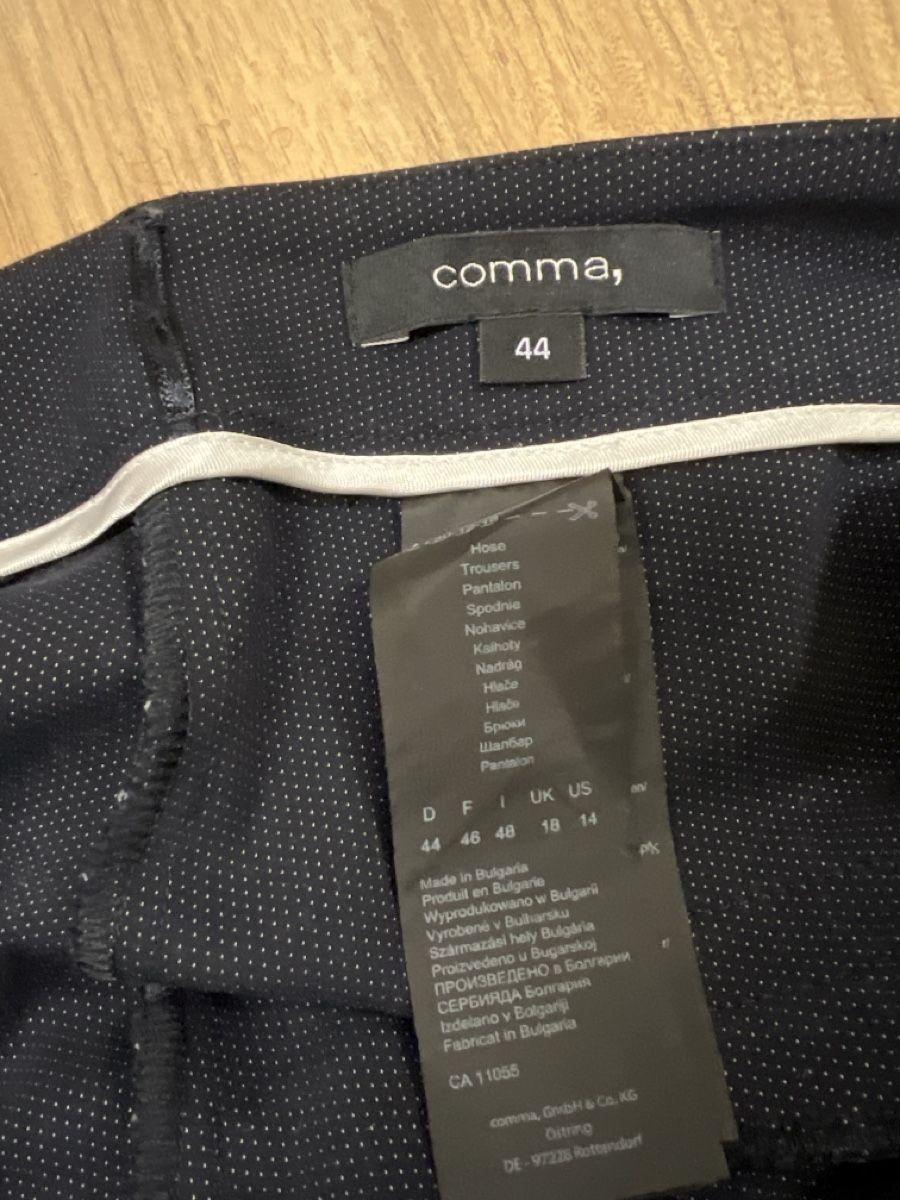 comma,
44
Hose
Trousers
Pantalon
Spodnie
Nohavice
Kalhoty
Nadrág
Hlače
Hlače
Брюки
Шалбар
Pantalon
D F I UK US
44 46 48 18 14
Made in Bulgaria
Produit en Bulgarie
Wyprodukowano w Bułgarii
Vyrobené v Bulharsku
Származási hely Bulgária
Proizvedeno u Bugarskoj
ПРОИЗВЕДЕНО в Болгарии
СЕРБИЯДА Болгария
Izdelano v Bolgariji
Fabricat in Bulgaria
CA 11055
comma, GmbH & Co. KG
Ostring
DE - 97228 Rottendorf